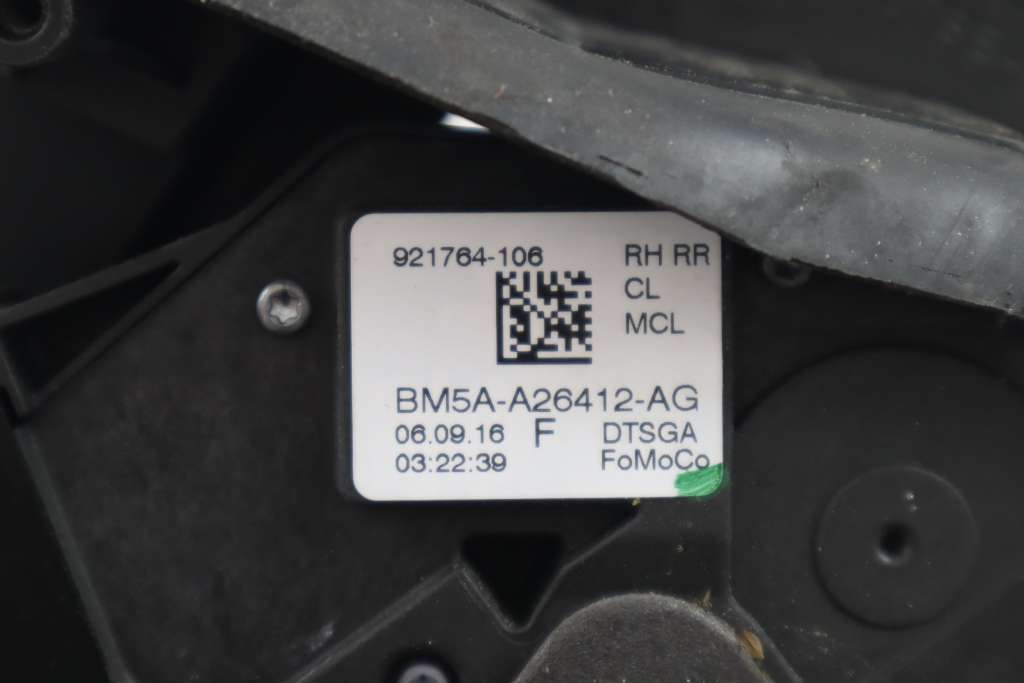 921764-106 RH RR
CL
MCL
BM5A-A26412-AG
06.09.16 F DTSGA
03:22:39 FoMoCo